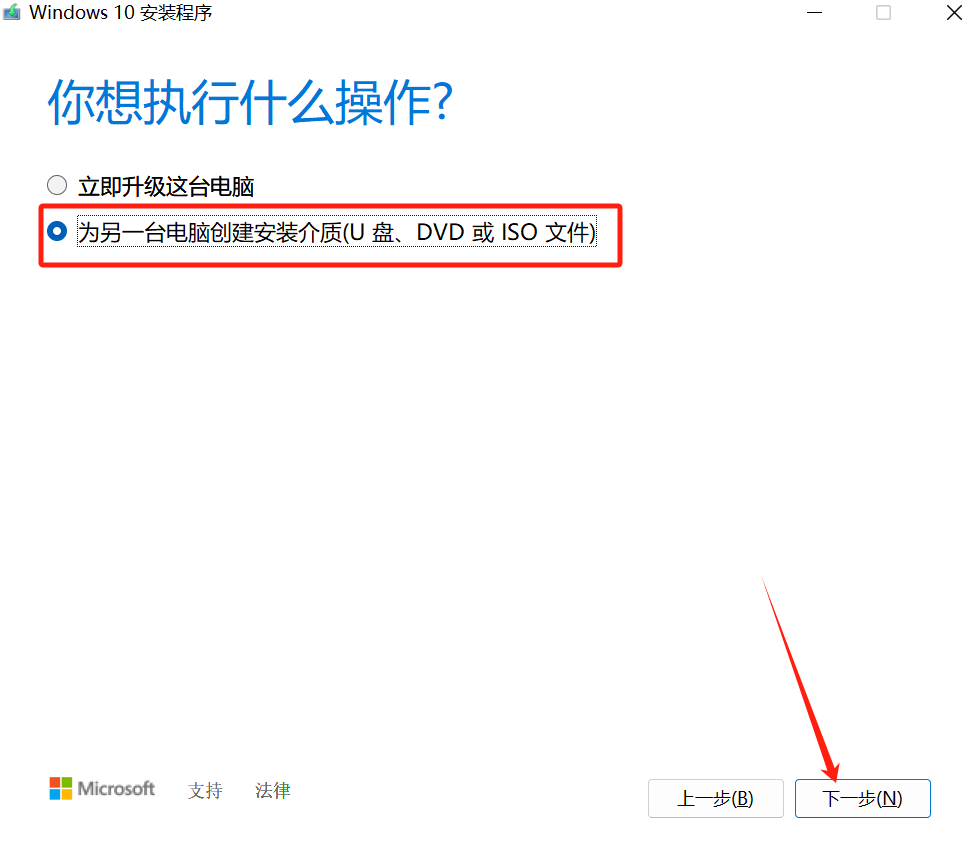 Windows 10 安装程序
你想执行什么操作?
立即升级这台电脑
为另一台电脑创建安装介质(U 盘、DVD 或 ISO 文件)
Microsoft 支持 法律 上一步(B) 下一步(N)